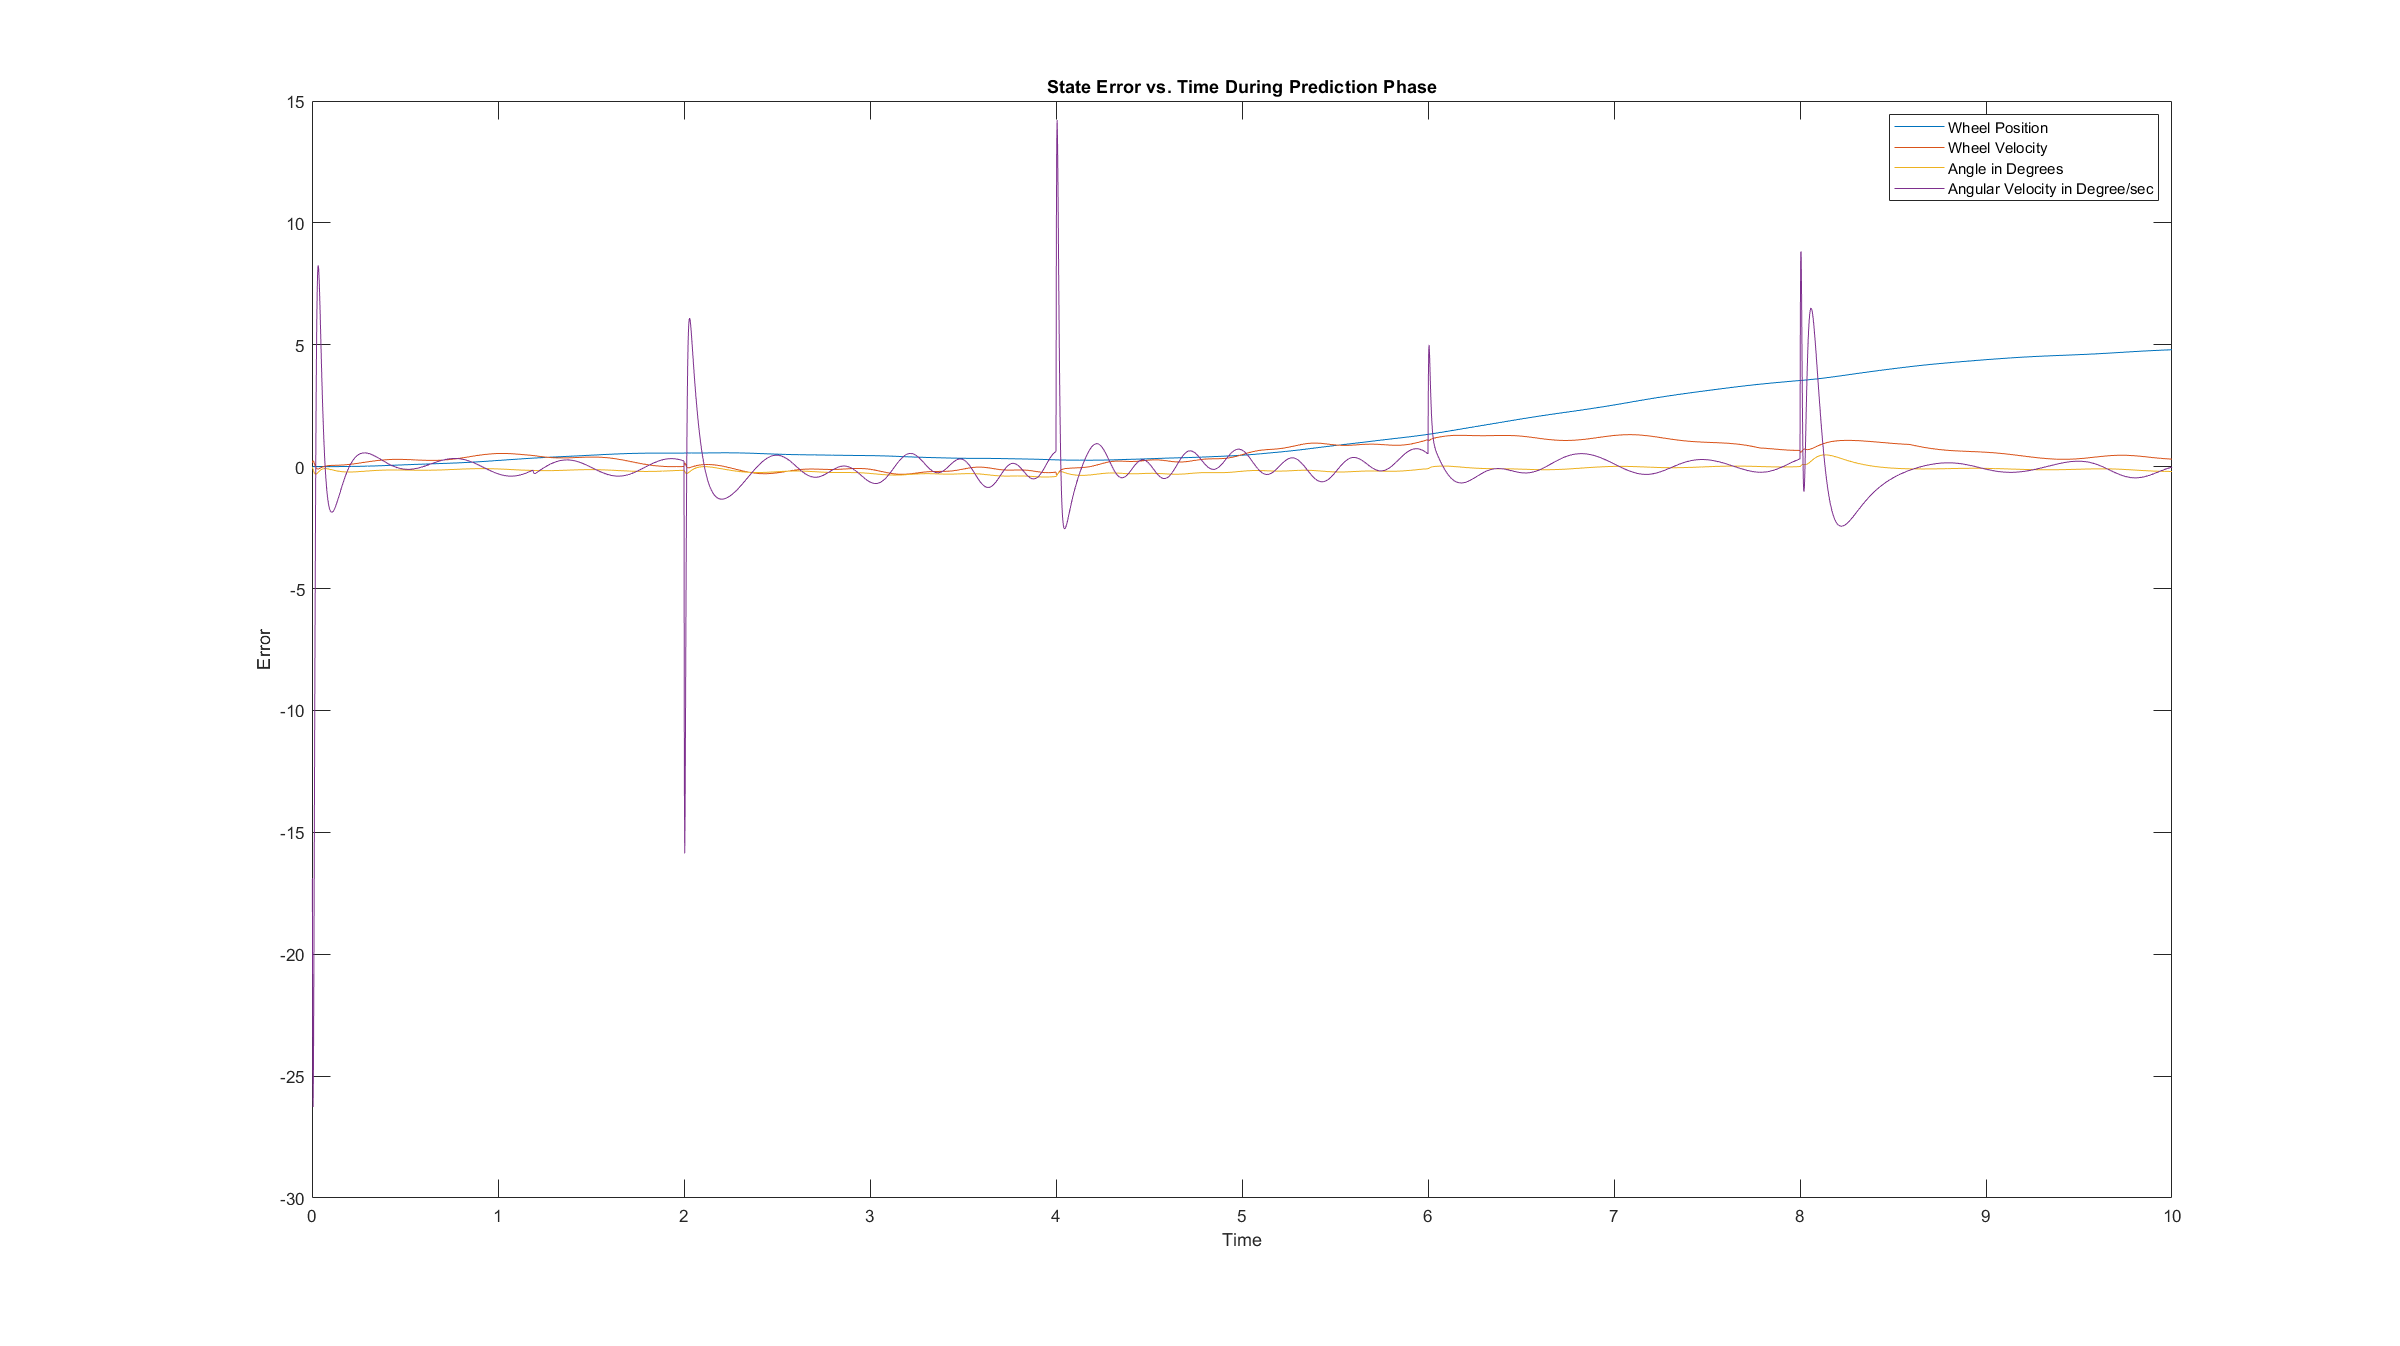 State Error vs. Time During Prediction Phase
15
10
5
0
-5
-10
-15
-20
-25
-30
Error
Wheel Position
Wheel Velocity
Angle in Degrees
Angular Velocity in Degree/sec
0 1 2 3 4 5 6 7 8 9 10
Time